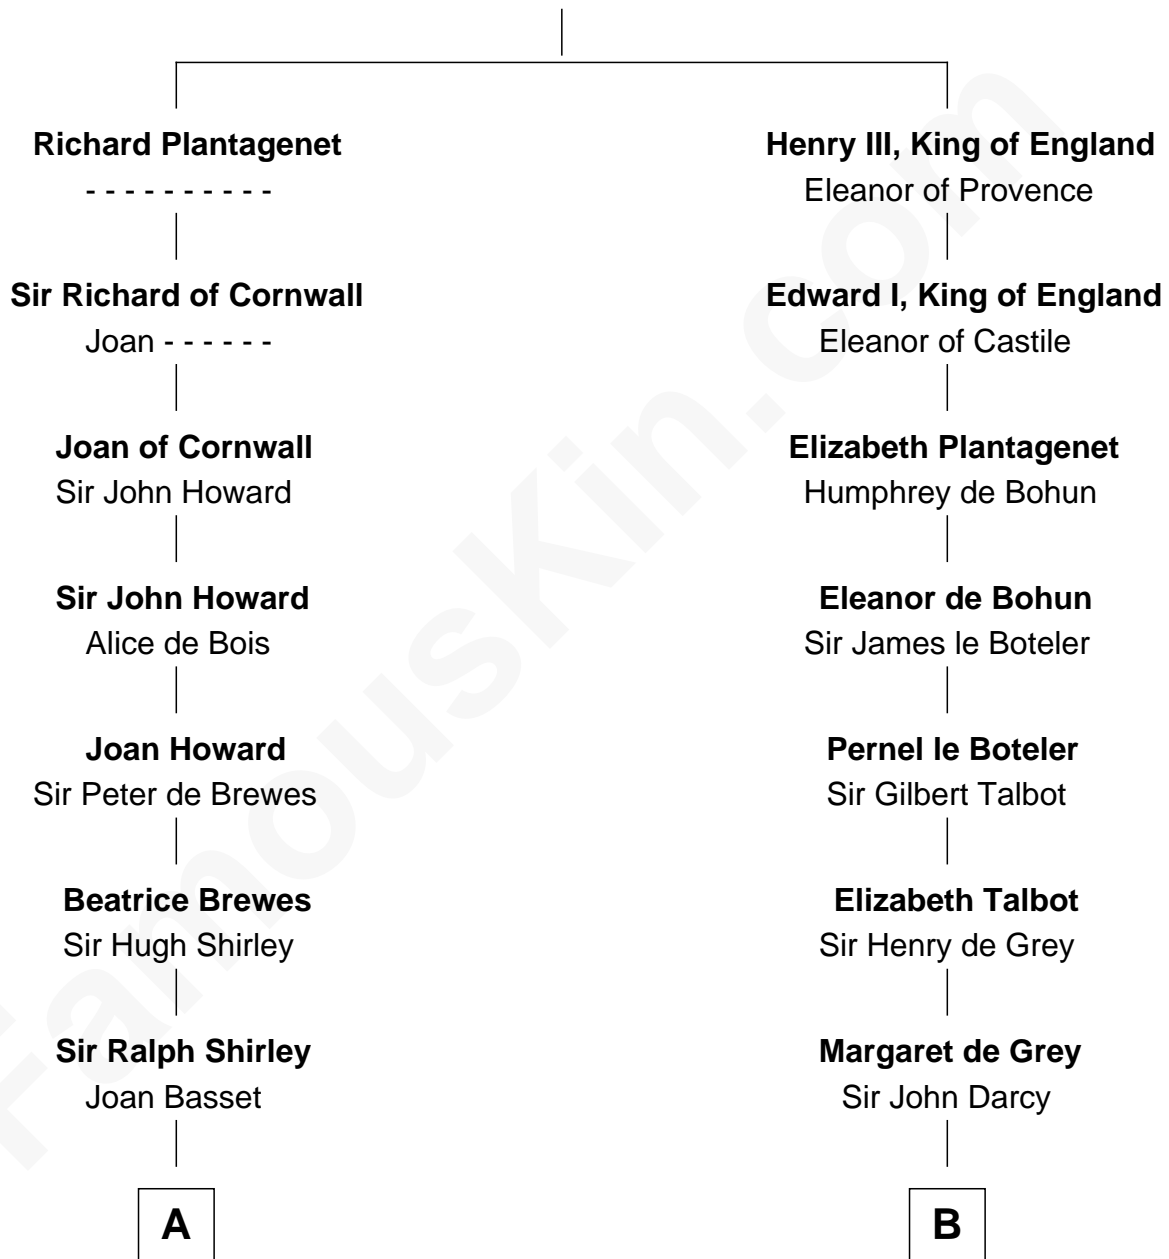 Richard Plantagenet
- - - - - - - - - -
Sir Richard of Cornwall
Joan - - - - - -
Joan of Cornwall
Sir John Howard
Sir John Howard
Alice de Bois
Joan Howard
Sir Peter de Brewes
Beatrice Brewes
Sir Hugh Shirley
Sir Ralph Shirley
Joan Basset
A
Henry III, King of England
Eleanor of Provence
Edward I, King of England
Eleanor of Castile
Elizabeth Plantagenet
Humphrey de Bohun
Eleanor de Bohun
Sir James le Boteler
Pernel le Boteler
Sir Gilbert Talbot
Elizabeth Talbot
Sir Henry de Grey
Margaret de Grey
Sir John Darcy
B
FamousKin.com